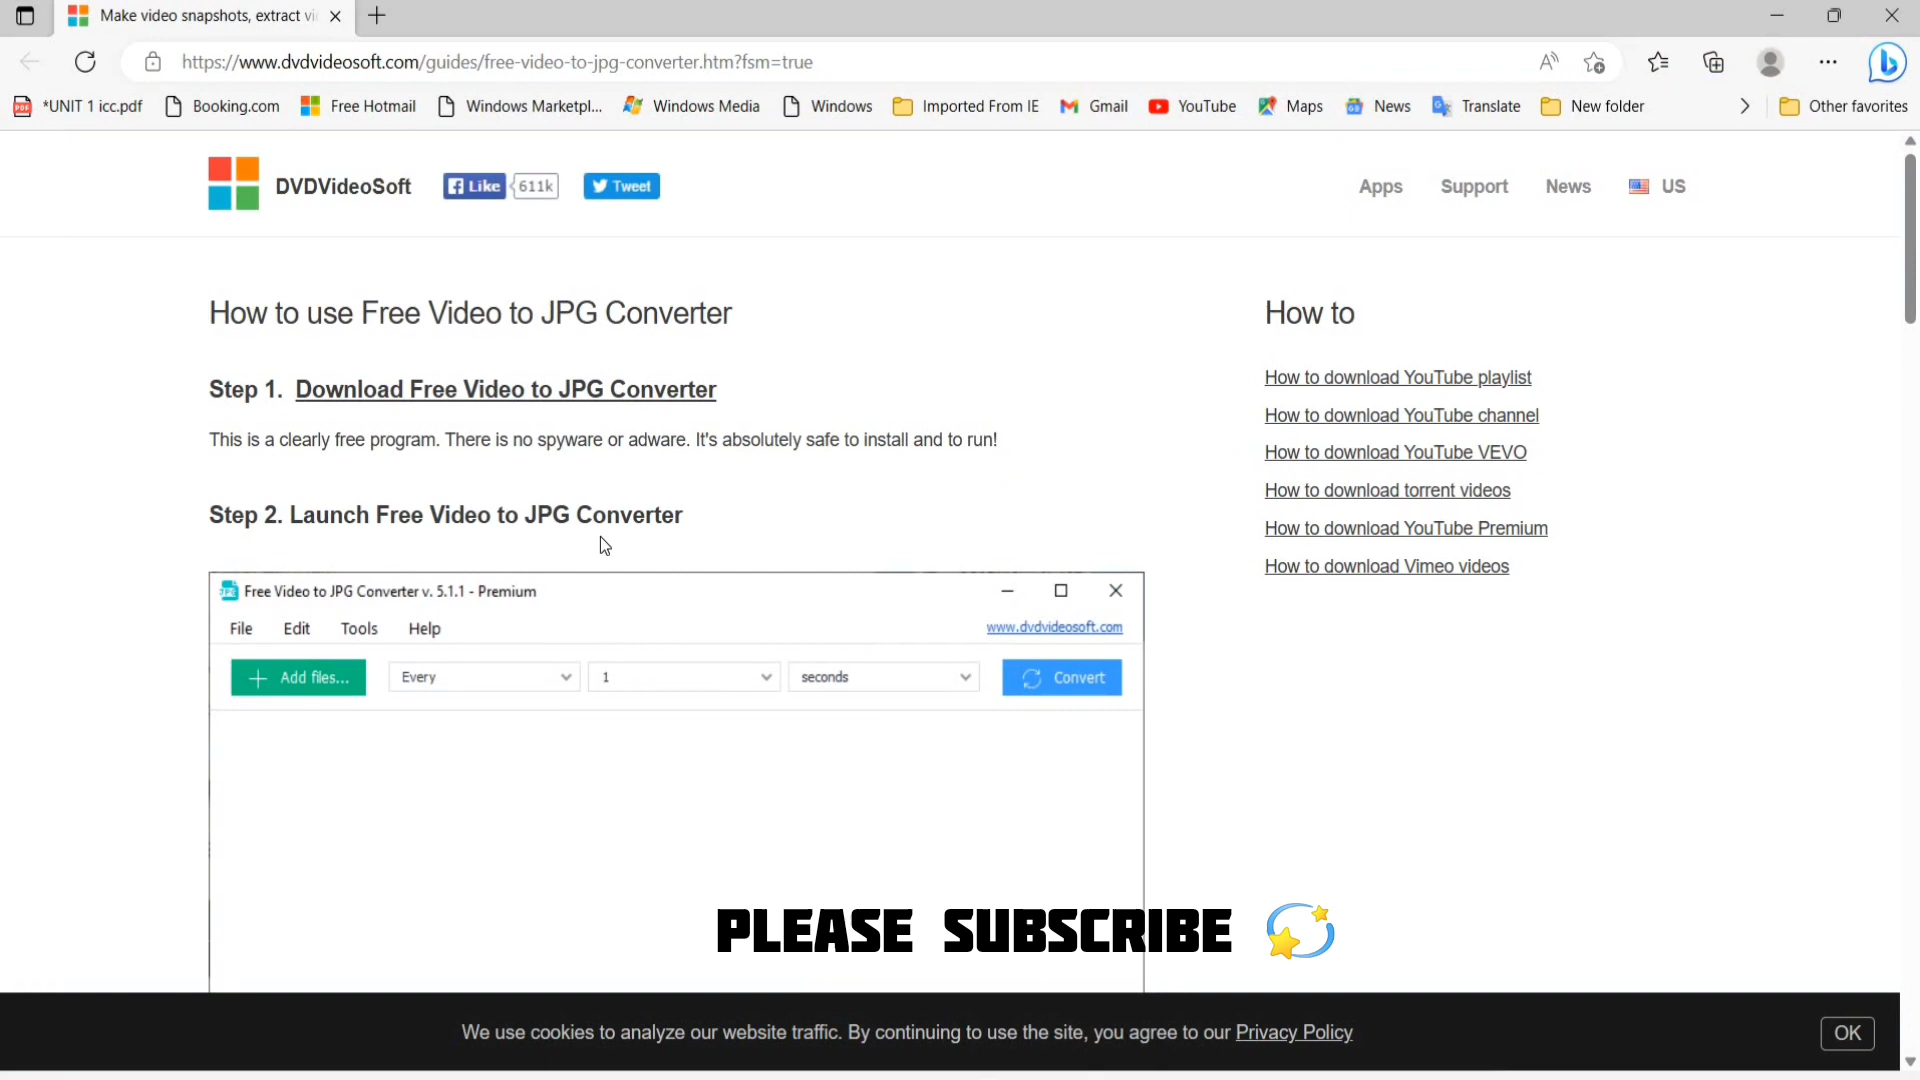 Make video snapshots, extract vi
https://www.dvdvideosoft.com/guides/free-video-to-jpg-converter.htm?fsm=true
*UNIT 1 icc.pdf Booking.com Free Hotmail Windows Marketpl... Windows Media Windows Imported From IE Gmail YouTube Maps News Translate New folder Other favorites
DVDVideoSoft Like 611k Tweet Apps Support News US
How to use Free Video to JPG Converter
Step 1. Download Free Video to JPG Converter
This is a clearly free program. There is no spyware or adware. It's absolutely safe to install and to run!
Step 2. Launch Free Video to JPG Converter
Free Video to JPG Converter v. 5.1.1 - Premium
File Edit Tools Help www.dvdvideosoft.com
Add files... Every 1 seconds Convert
How to
How to download YouTube playlist
How to download YouTube channel
How to download YouTube VEVO
How to download torrent videos
How to download YouTube Premium
How to download Vimeo videos
PLEASE SUBSCRIBE
We use cookies to analyze our website traffic. By continuing to use the site, you agree to our Privacy Policy OK